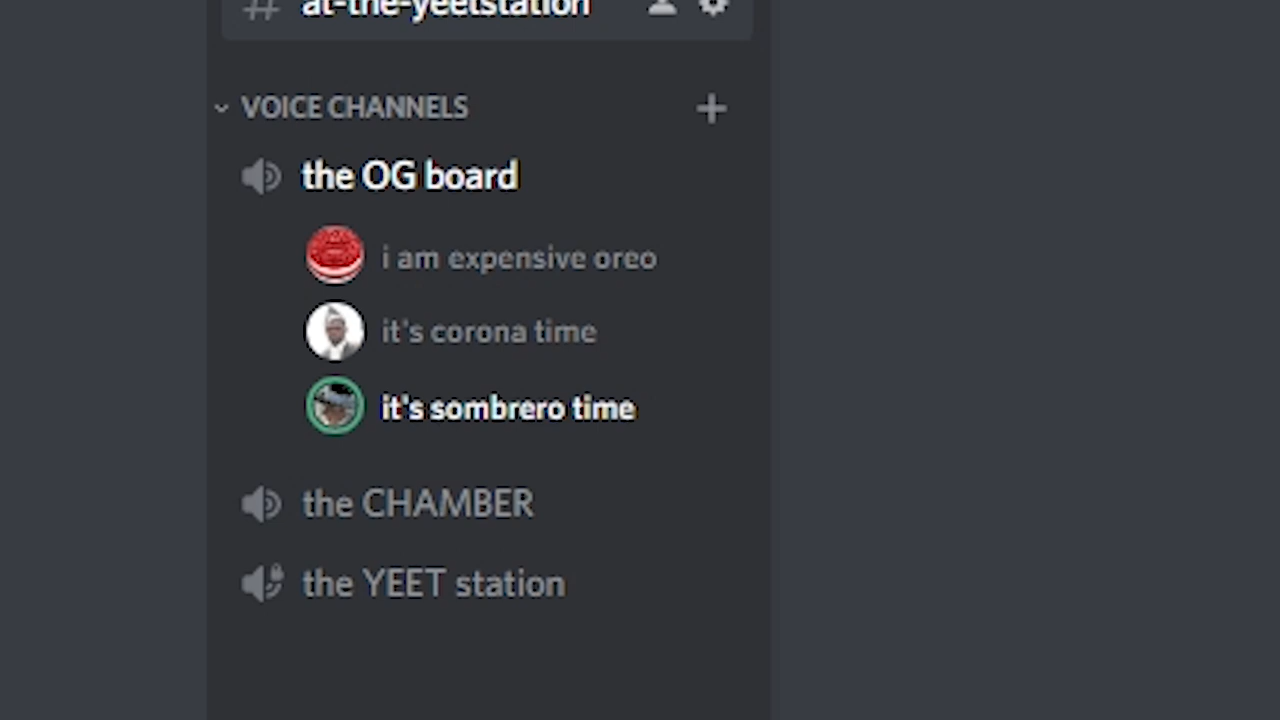 # at-the-yeetstation
VOICE CHANNELS
the OG board
i am expensive oreo
it's corona time
it's sombrero time
the CHAMBER
the YEET station